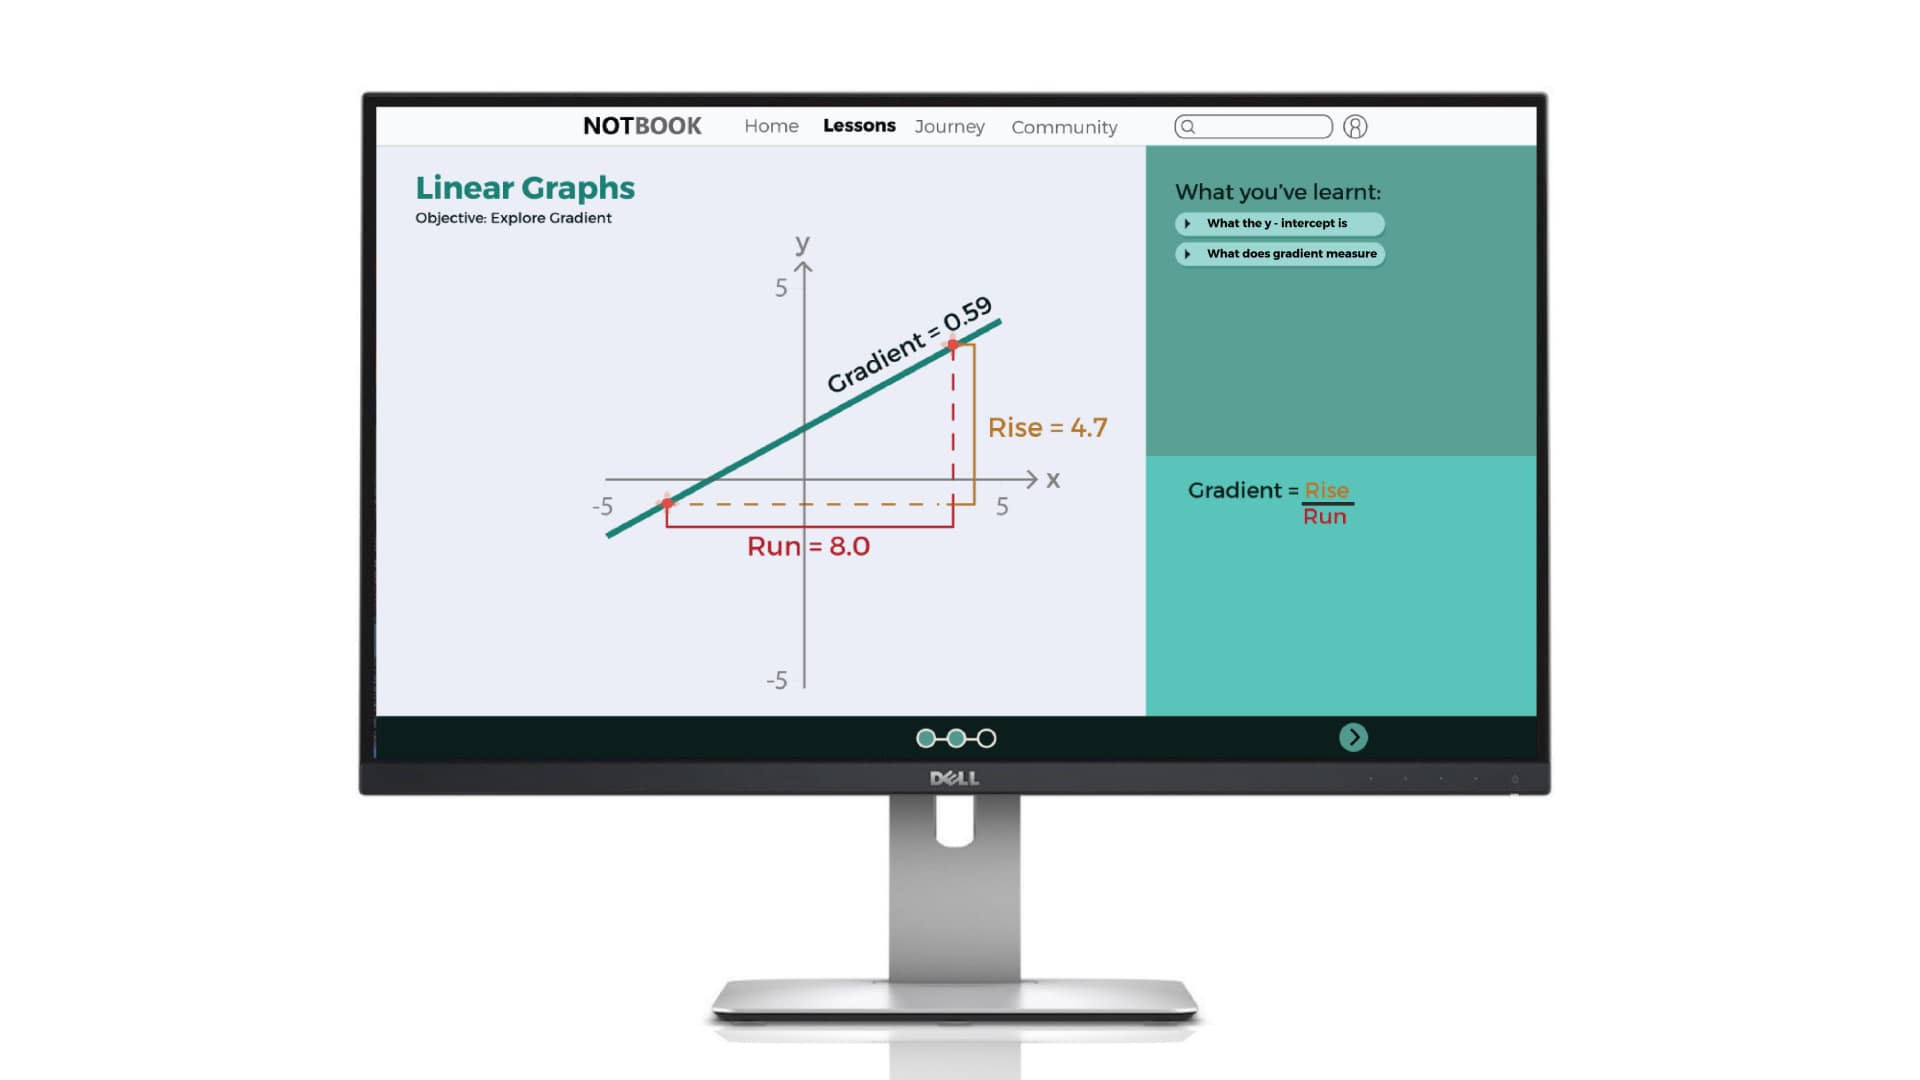 NOTBOOK Home Lessons Journey Community
Linear Graphs
Objective: Explore Gradient
y
5
Gradient = 0.59
Rise = 4.7
x
-5
5
Run = 8.0
-5
What you've learnt:
What the y - intercept is
What does gradient measure
Gradient = Rise
Run
DELL